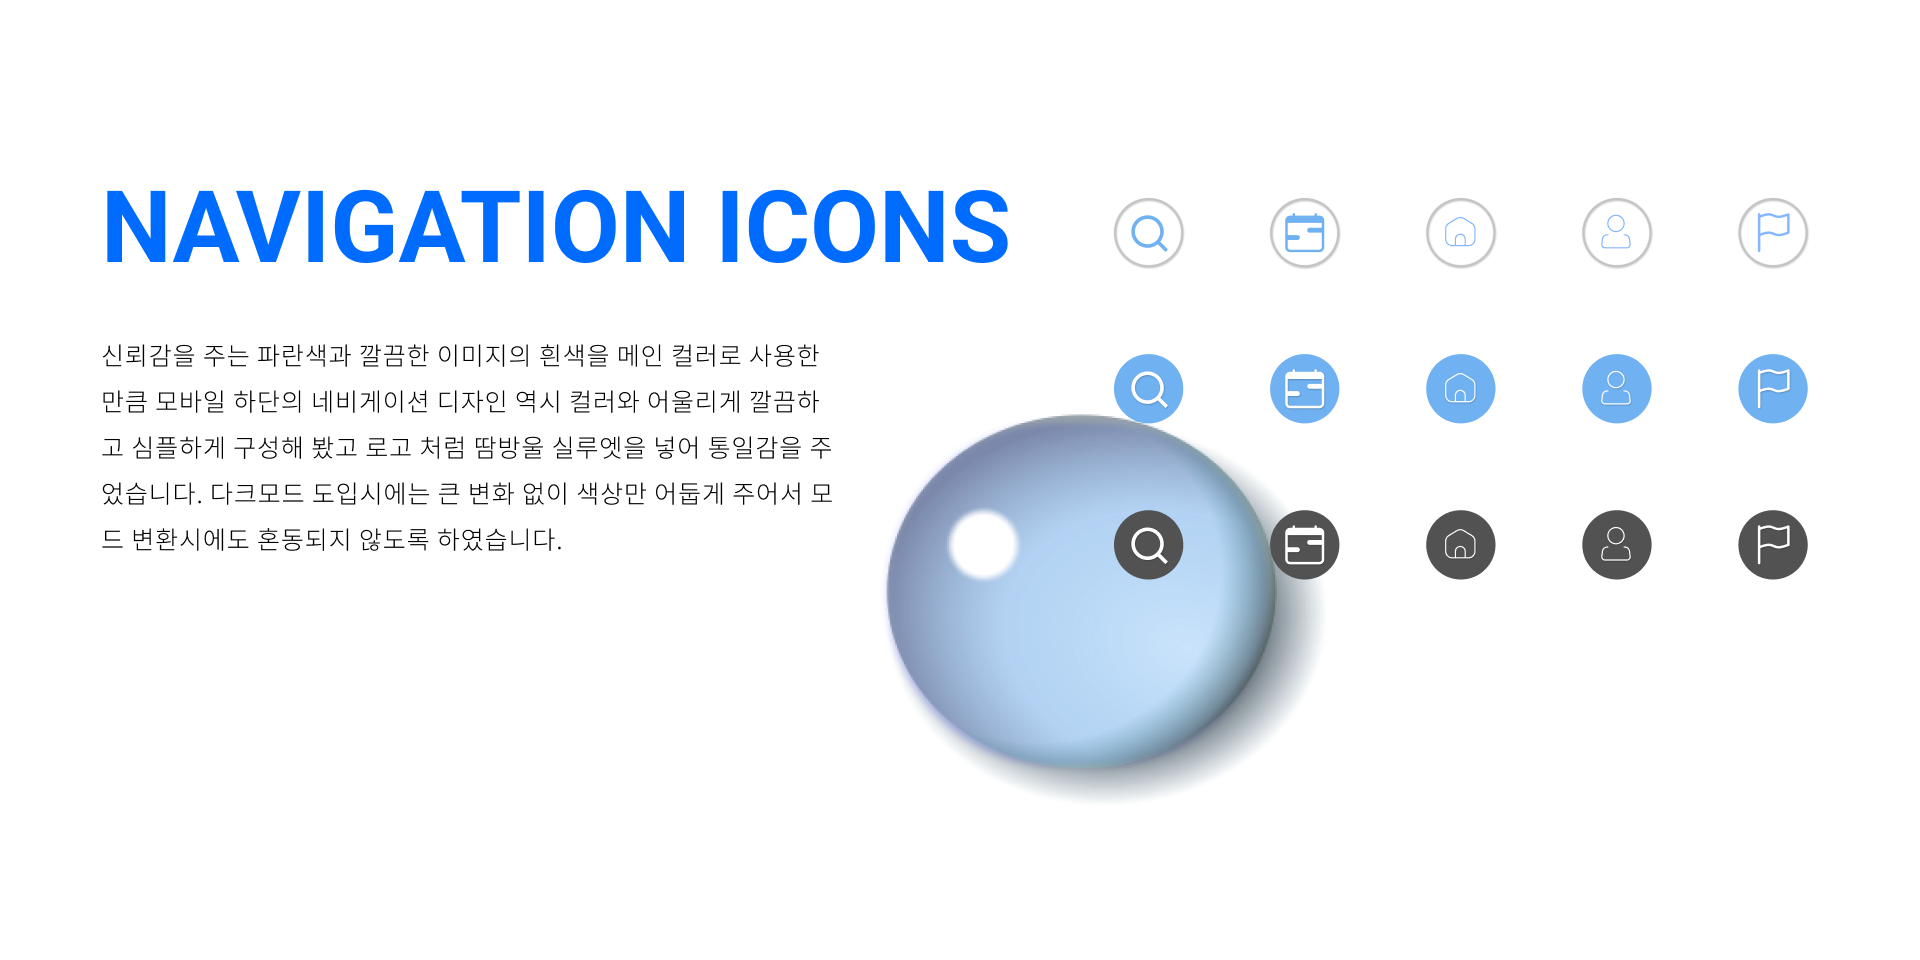 NAVIGATION ICONS
신뢰감을 주는 파란색과 깔끔한 이미지의 흰색을 메인 컬러로 사용한
만큼 모바일 하단의 네비게이션 디자인 역시 컬러와 어울리게 깔끔하
고 심플하게 구성해 봤고 로고 처럼 땀방울 실루엣을 넣어 통일감을 주
었습니다. 다크모드 도입시에는 큰 변화 없이 색상만 어둡게 주어서 모
드 변환시에도 혼동되지 않도록 하였습니다.